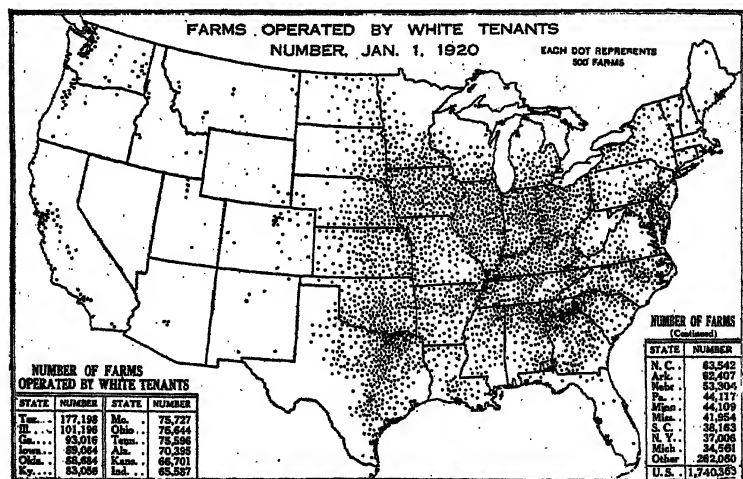 FARMS OPERATED BY WHITE TENANTS
NUMBER, JAN. 1, 1920
EACH DOT REPRESENTS
500 FARMS
NUMBER OF FARMS
OPERATED BY WHITE TENANTS
STATE NUMBER STATE NUMBER
Tex... 177,198 Mo. 75,727
Ill.... 101,196 Ohio.. 75,644
Ga... 93,016 Tenn. 75,596
Iowa.. 89,064 Ala. 70,395
Okla. 88,684 Kans. 66,701
Ky... 83,056 Ind. 65,587
NUMBER OF FARMS
(Continued)
STATE NUMBER
N. C. 63,542
Ark.. 62,407
Nebr. 53,304
Pa. 44,117
Minn 44,109
Miss. 41,954
S. C. 38,163
N. Y.. 37,006
Mich 34,561
Other 262,060
U.S. 1,740,363